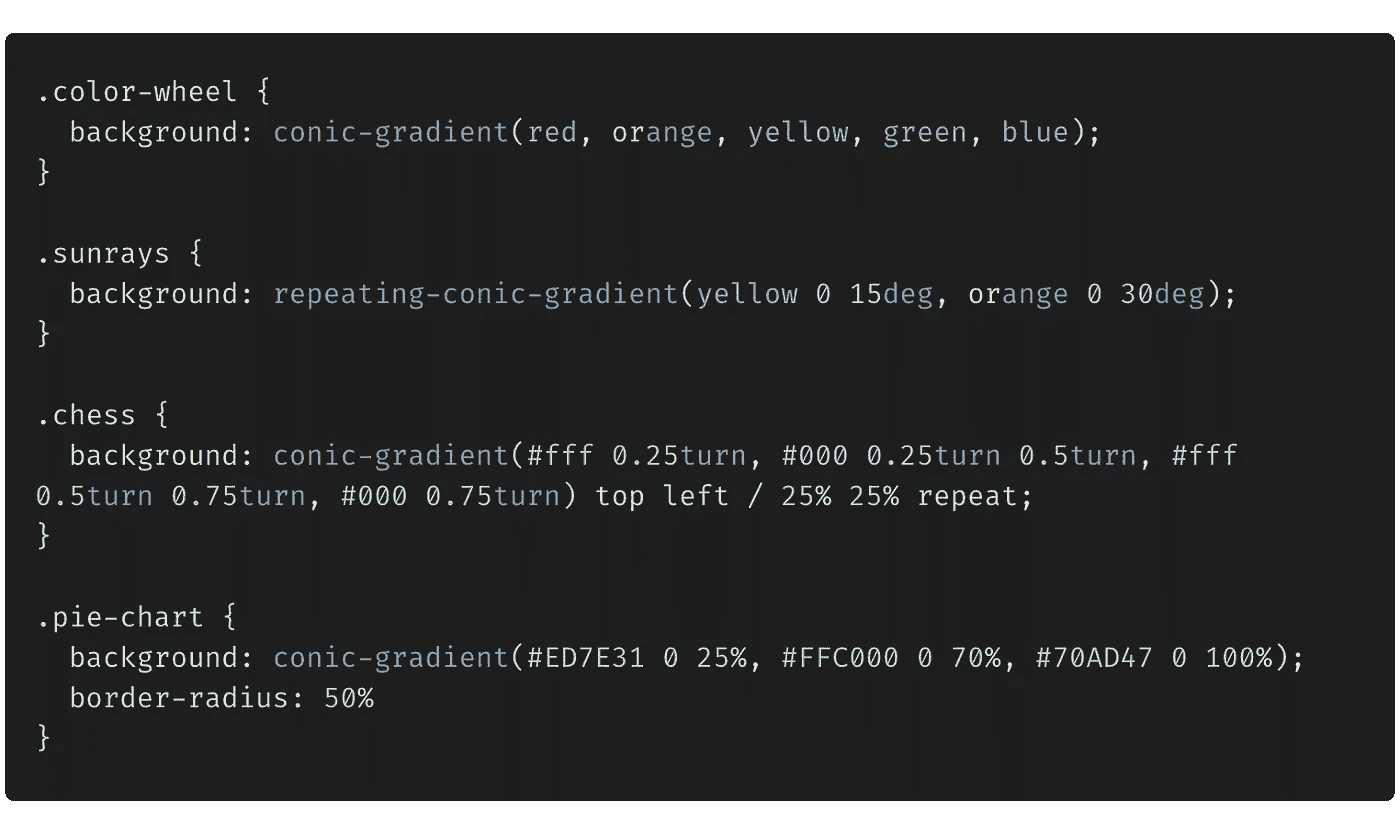 .color-wheel {
  background: conic-gradient(red, orange, yellow, green, blue);
}
.sunrays {
  background: repeating-conic-gradient(yellow 0 15deg, orange 0 30deg);
}
.chess {
  background: conic-gradient(#fff 0.25turn, #000 0.25turn 0.5turn, #fff
0.5turn 0.75turn, #000 0.75turn) top left / 25% 25% repeat;
}
.pie-chart {
  background: conic-gradient(#ED7E31 0 25%, #FFC000 0 70%, #70AD47 0 100%);
  border-radius: 50%
}